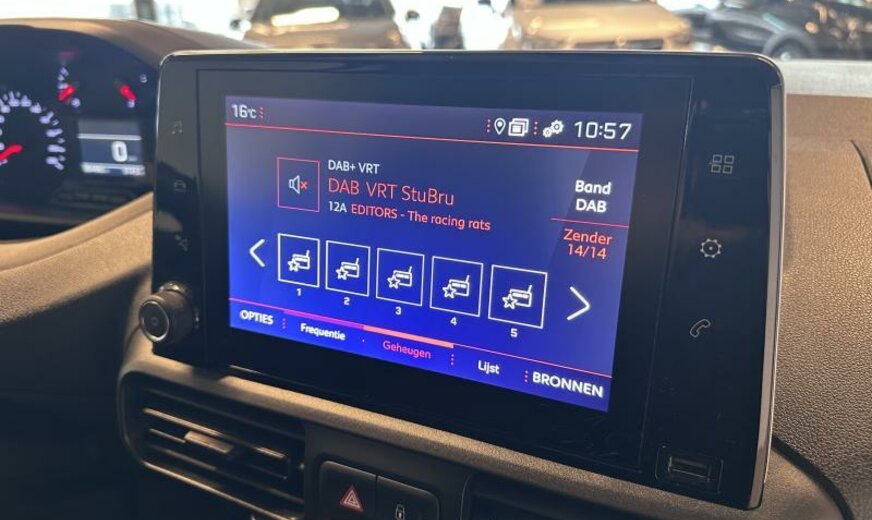 16°C
10:57
DAB+ VRT
DAB VRT StuBru
12A EDITORS - The racing rats
Band
DAB
Zender
14/14
1 2 3 4 5
OPTIES Frequentie Geheugen Lijst BRONNEN
0